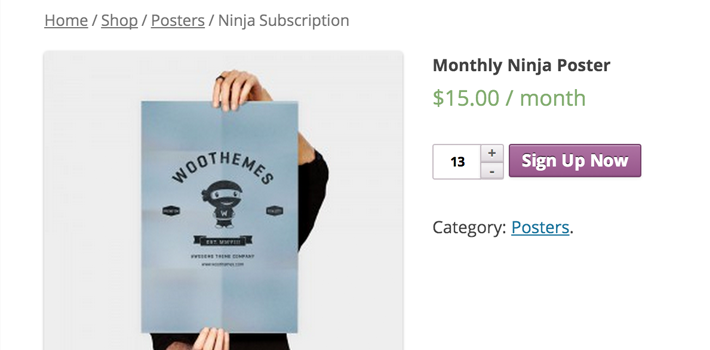 Home / Shop / Posters / Ninja Subscription
Monthly Ninja Poster
$15.00 / month
13
+
-
Sign Up Now
Category: Posters.
WOOTHEMES
W
EST. MMVIII
AWESOME THEME COMPANY
www.woothemes.com